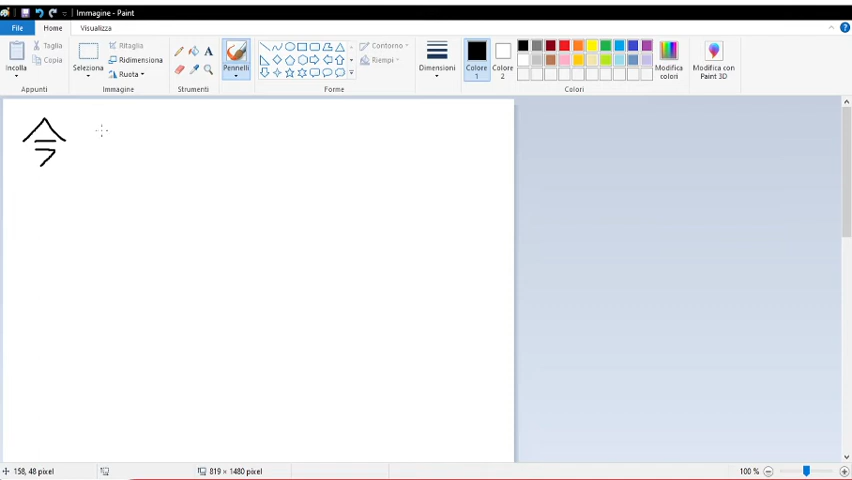 Immagine - Paint
File Home Visualizza
Incolla Taglia Copia Seleziona Ritaglia Ridimensiona Ruota A Pennelli Contorno Riempi Dimensioni Colore 1 Colore 2 Modifica colori Modifica con Paint 3D
Appunti Immagine Strumenti Forme Colori
今
158, 48 pixel 819 × 1480 pixel 100 %